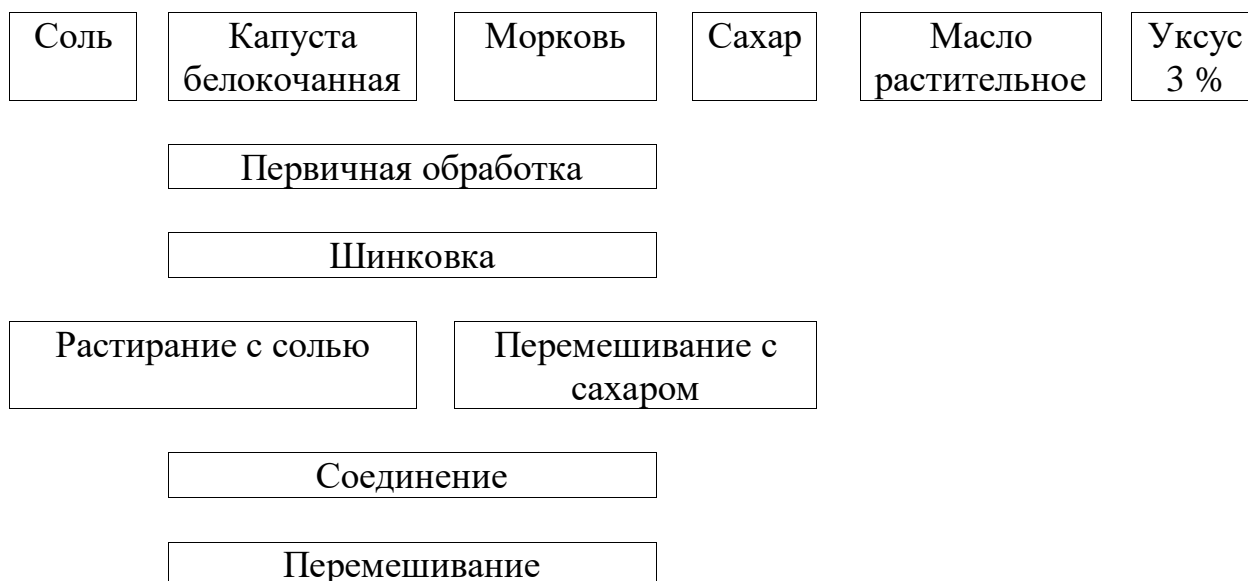 Соль
Капуста
белокочанная
Морковь
Сахар
Масло
растительное
Уксус
3 %
Первичная обработка
Шинковка
Растирание с солью
Перемешивание с
сахаром
Соединение
Перемешивание